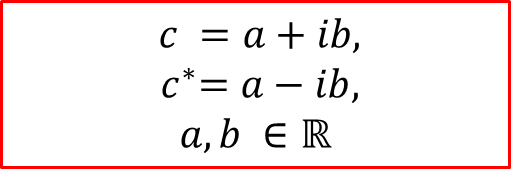 c = a + ib,
c* = a − ib,
a, b ∈ ℝ